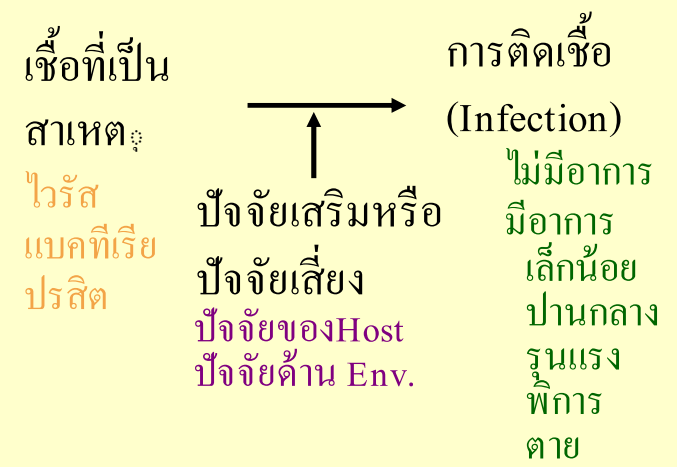 เชื้อที่เป็น
สาเหตุ
ไวรัส
แบคทีเรีย
ปรสิต
ปัจจัยเสริมหรือ
ปัจจัยเสี่ยง
ปัจจัยของHost
ปัจจัยด้าน Env.
การติดเชื้อ
(Infection)
ไม่มีอาการ
มีอาการ
เล็กน้อย
ปานกลาง
รุนแรง
พิการ
ตาย